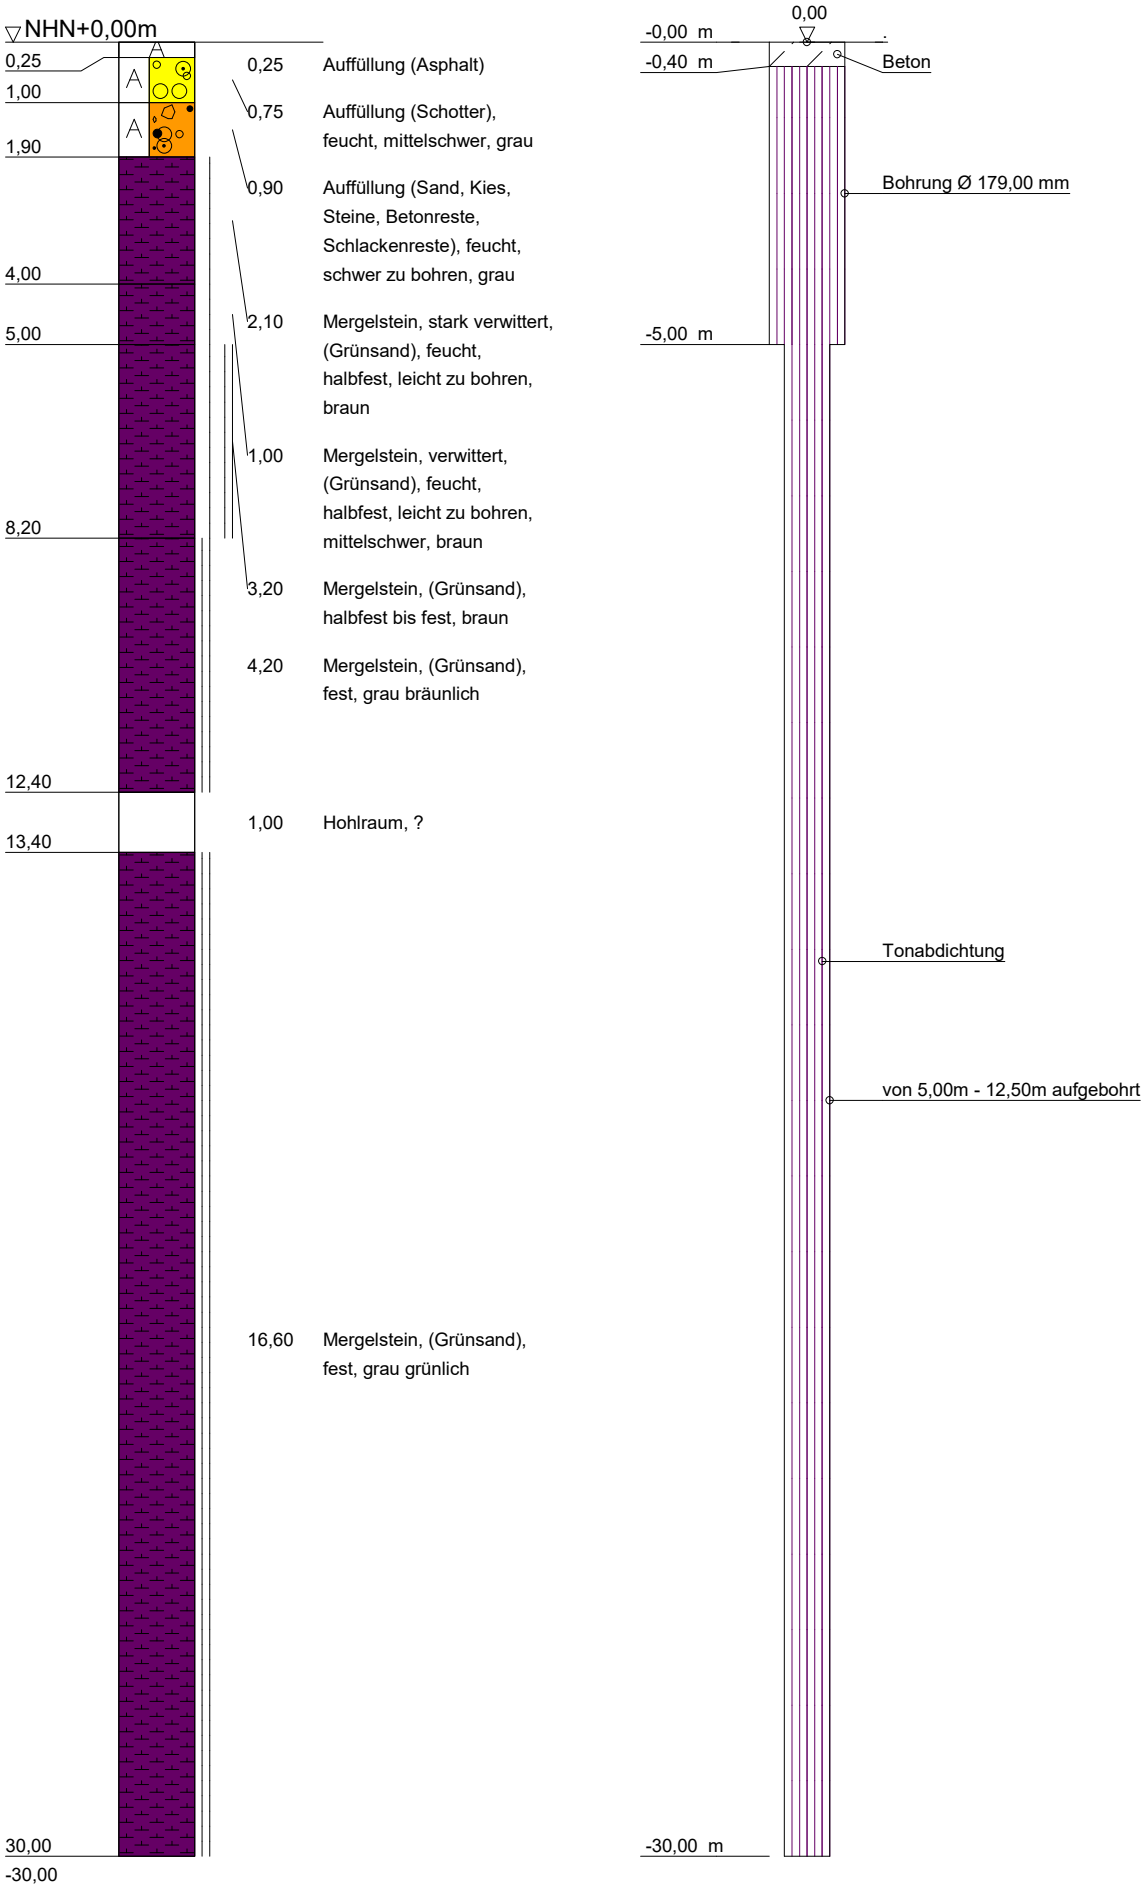 NHN+0,00m
A
0,25
A
1,00
A
1,90
4,00
5,00
8,20
12,40
13,40
30,00
-30,00
0,25 Auffüllung (Asphalt)
0,75 Auffüllung (Schotter),
feucht, mittelschwer, grau
0,90 Auffüllung (Sand, Kies,
Steine, Betonreste,
Schlackenreste), feucht,
schwer zu bohren, grau
2,10 Mergelstein, stark verwittert,
(Grünsand), feucht,
halbfest, leicht zu bohren,
braun
1,00 Mergelstein, verwittert,
(Grünsand), feucht,
halbfest, leicht zu bohren,
mittelschwer, braun
3,20 Mergelstein, (Grünsand),
halbfest bis fest, braun
4,20 Mergelstein, (Grünsand),
fest, grau bräunlich
1,00 Hohlraum, ?
16,60 Mergelstein, (Grünsand),
fest, grau grünlich
0,00
-0,00 m
-0,40 m
Beton
Bohrung Ø 179,00 mm
-5,00 m
Tonabdichtung
von 5,00m - 12,50m aufgebohrt
-30,00 m